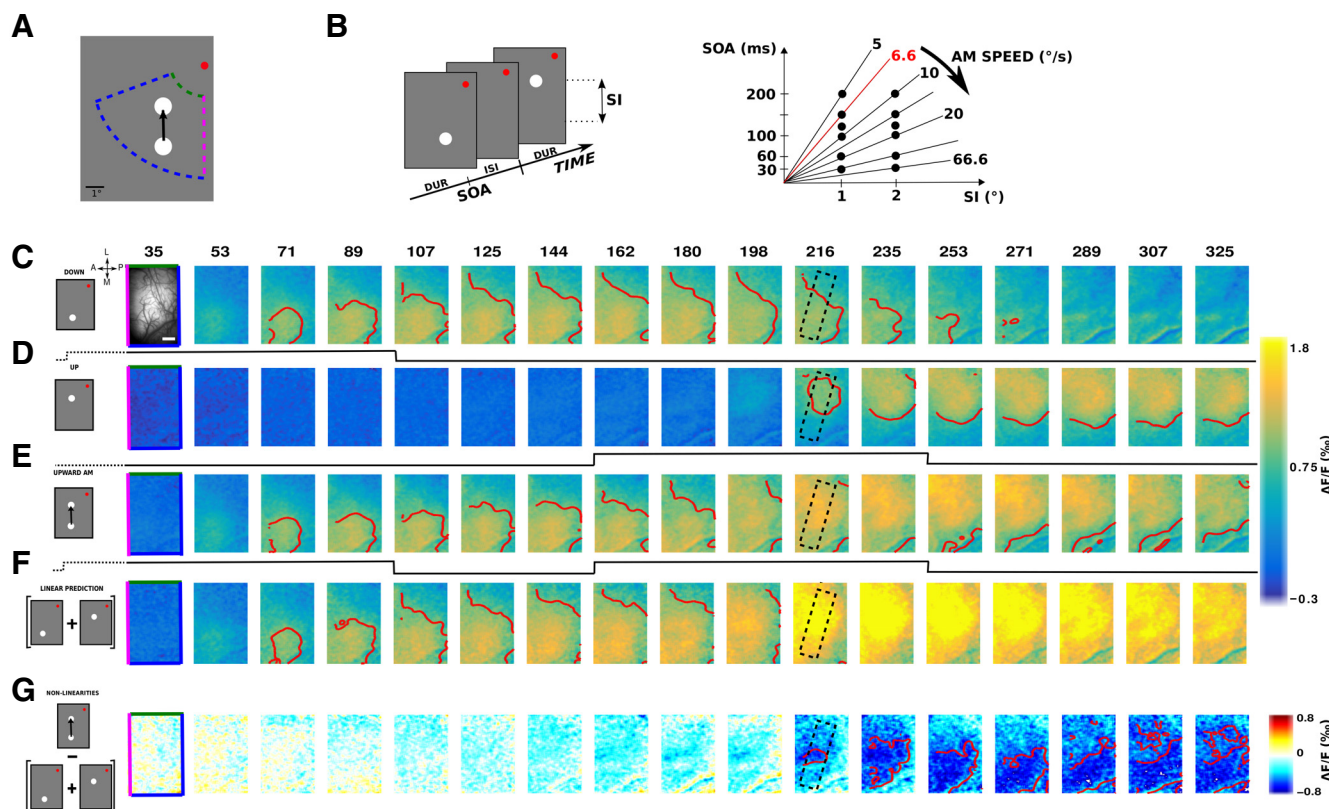 A
1°
B
SI
DUR
ISI
DUR
SOA
TIME
SOA (ms)
200
100
60
30
1
2
SI (°)
5
6.6
10
20
66.6
AM SPEED (°/s)
C
35 53 71 89 107 125 144 162 180 198 216 235 253 271 289 307 325
L
A P
M
DOWN
D
UP
E
UPWARD AM
F
LINEAR PREDICTION
+
1.8
0.75
−0.3
ΔF/F (‰)
G
NON-LINEARITIES
−
+
0.8
0
−0.8
ΔF/F (‰)